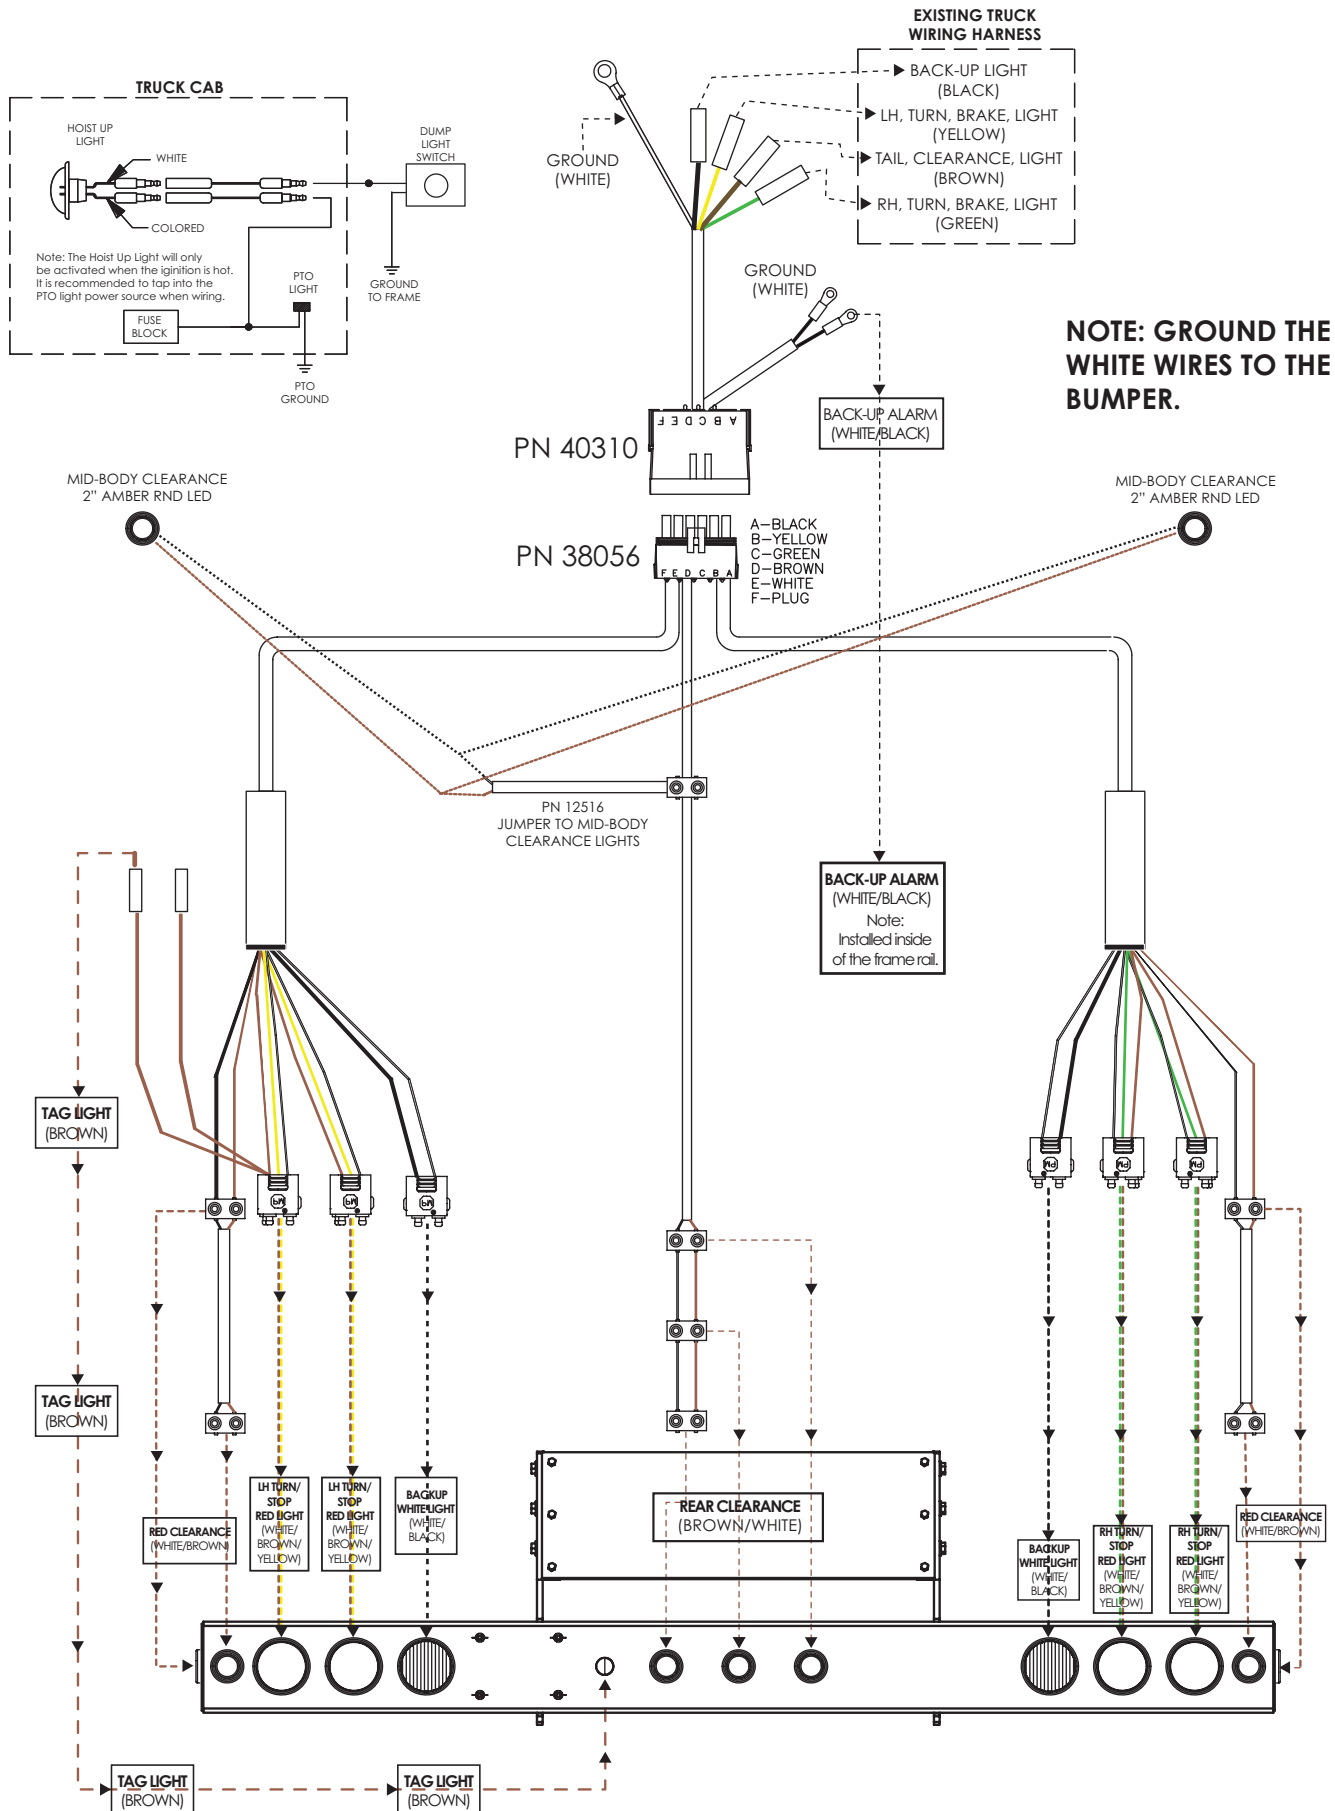 EXISTING TRUCK
WIRING HARNESS
BACK-UP LIGHT
(BLACK)
LH, TURN, BRAKE, LIGHT
(YELLOW)
TAIL, CLEARANCE, LIGHT
(BROWN)
RH, TURN, BRAKE, LIGHT
(GREEN)
TRUCK CAB
HOIST UP
LIGHT
WHITE
COLORED
DUMP
LIGHT
SWITCH
Note: The Hoist Up Light will only
be activated when the iginition is hot.
It is recommended to tap into the
PTO light power source when wiring.
PTO
LIGHT
FUSE
BLOCK
GROUND
TO FRAME
PTO
GROUND
GROUND
(WHITE)
GROUND
(WHITE)
NOTE: GROUND THE
WHITE WIRES TO THE
BUMPER.
BACK-UP ALARM
(WHITE/BLACK)
F E D C B A
PN 40310
MID-BODY CLEARANCE
2" AMBER RND LED
MID-BODY CLEARANCE
2" AMBER RND LED
PN 38056
F E D C B A
A-BLACK
B-YELLOW
C-GREEN
D-BROWN
E-WHITE
F-PLUG
PN 12516
JUMPER TO MID-BODY
CLEARANCE LIGHTS
BACK-UP ALARM
(WHITE/BLACK)
Note:
Installed inside
of the frame rail.
TAG LIGHT
(BROWN)
PM
PM
PM
PM
PM
PM
TAG LIGHT
(BROWN)
RED CLEARANCE
(WHITE/BROWN)
LH TURN/
STOP
RED LIGHT
(WHITE/
BROWN/
YELLOW)
LH TURN/
STOP
RED LIGHT
(WHITE/
BROWN/
YELLOW)
BACKUP
WHITE LIGHT
(WHITE/
BLACK)
REAR CLEARANCE
(BROWN/WHITE)
BACKUP
WHITE LIGHT
(WHITE/
BLACK)
RH TURN/
STOP
RED LIGHT
(WHITE/
BROWN/
YELLOW)
RH TURN/
STOP
RED LIGHT
(WHITE/
BROWN/
YELLOW)
RED CLEARANCE
(WHITE/BROWN)
TAG LIGHT
(BROWN)
TAG LIGHT
(BROWN)